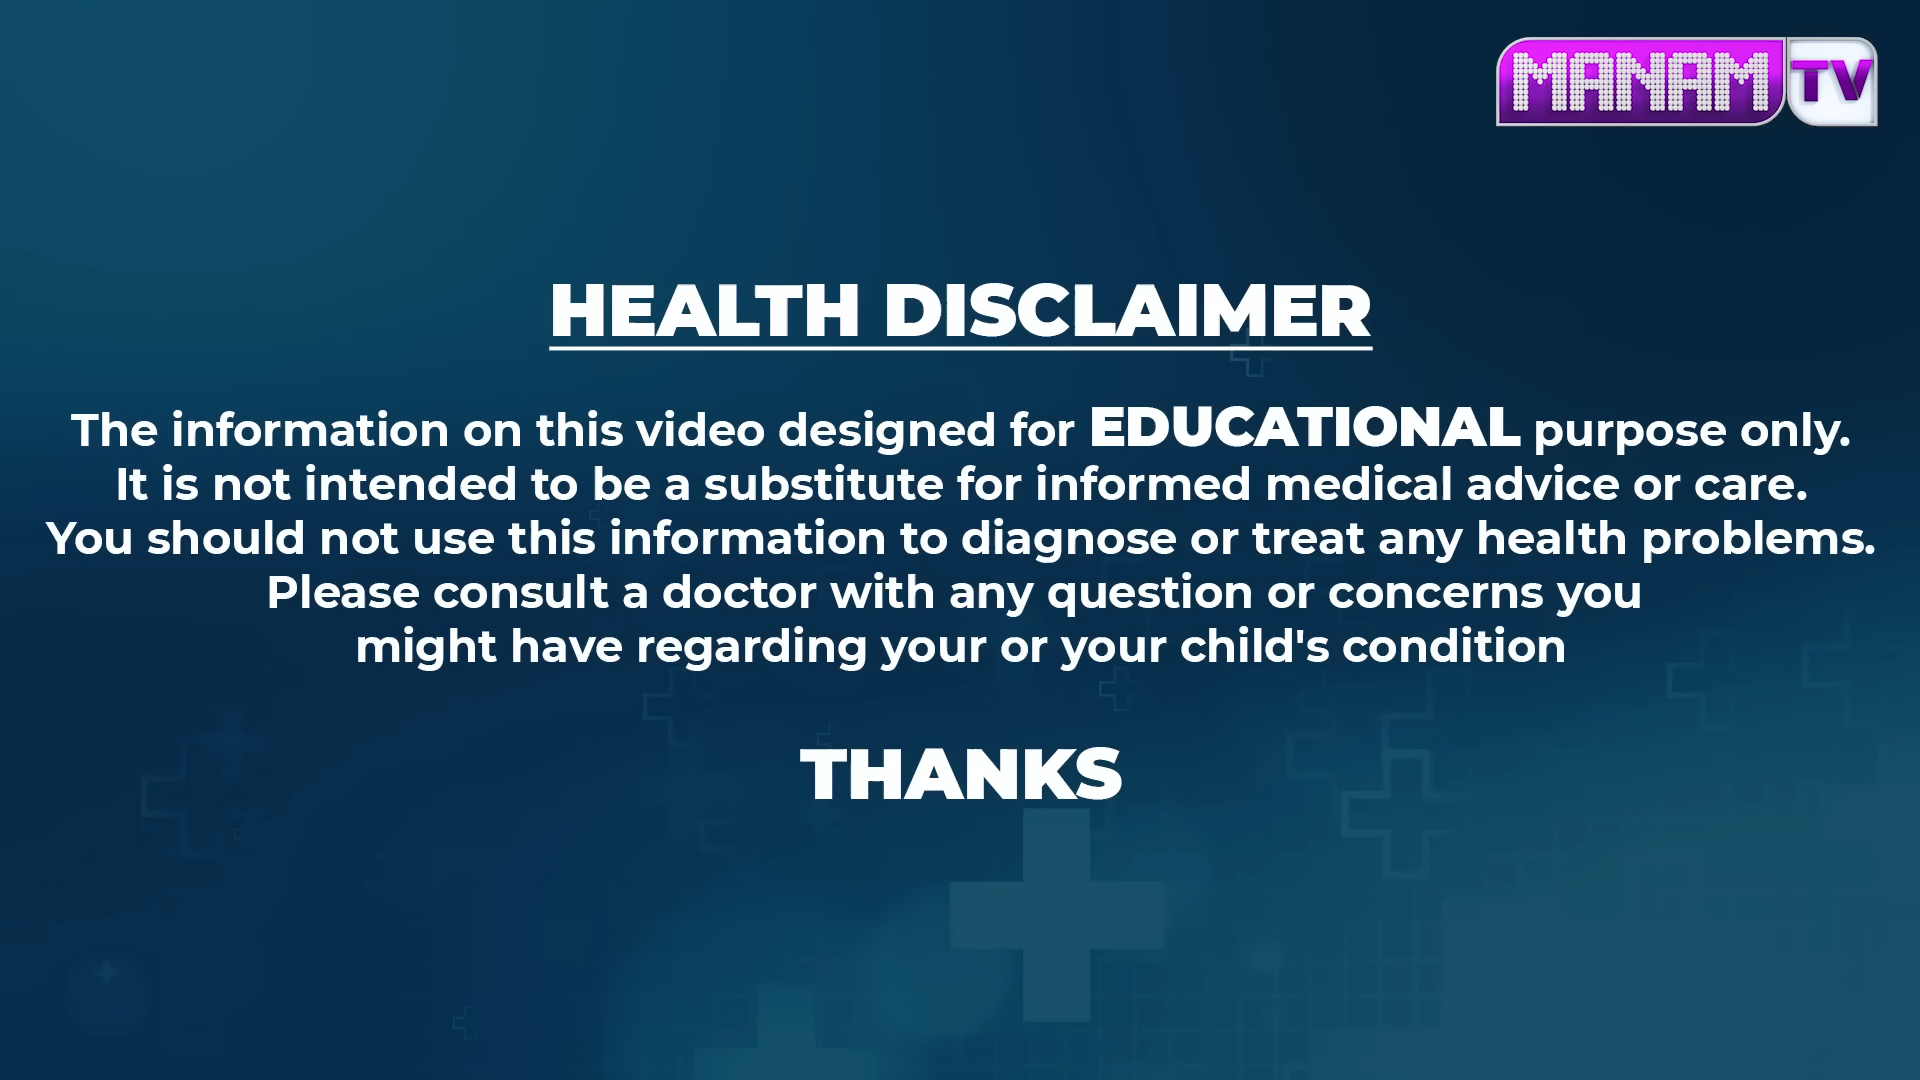 MANAM TV
HEALTH DISCLAIMER
The information on this video designed for EDUCATIONAL purpose only.
It is not intended to be a substitute for informed medical advice or care.
You should not use this information to diagnose or treat any health problems.
Please consult a doctor with any question or concerns you
might have regarding your or your child's condition
THANKS